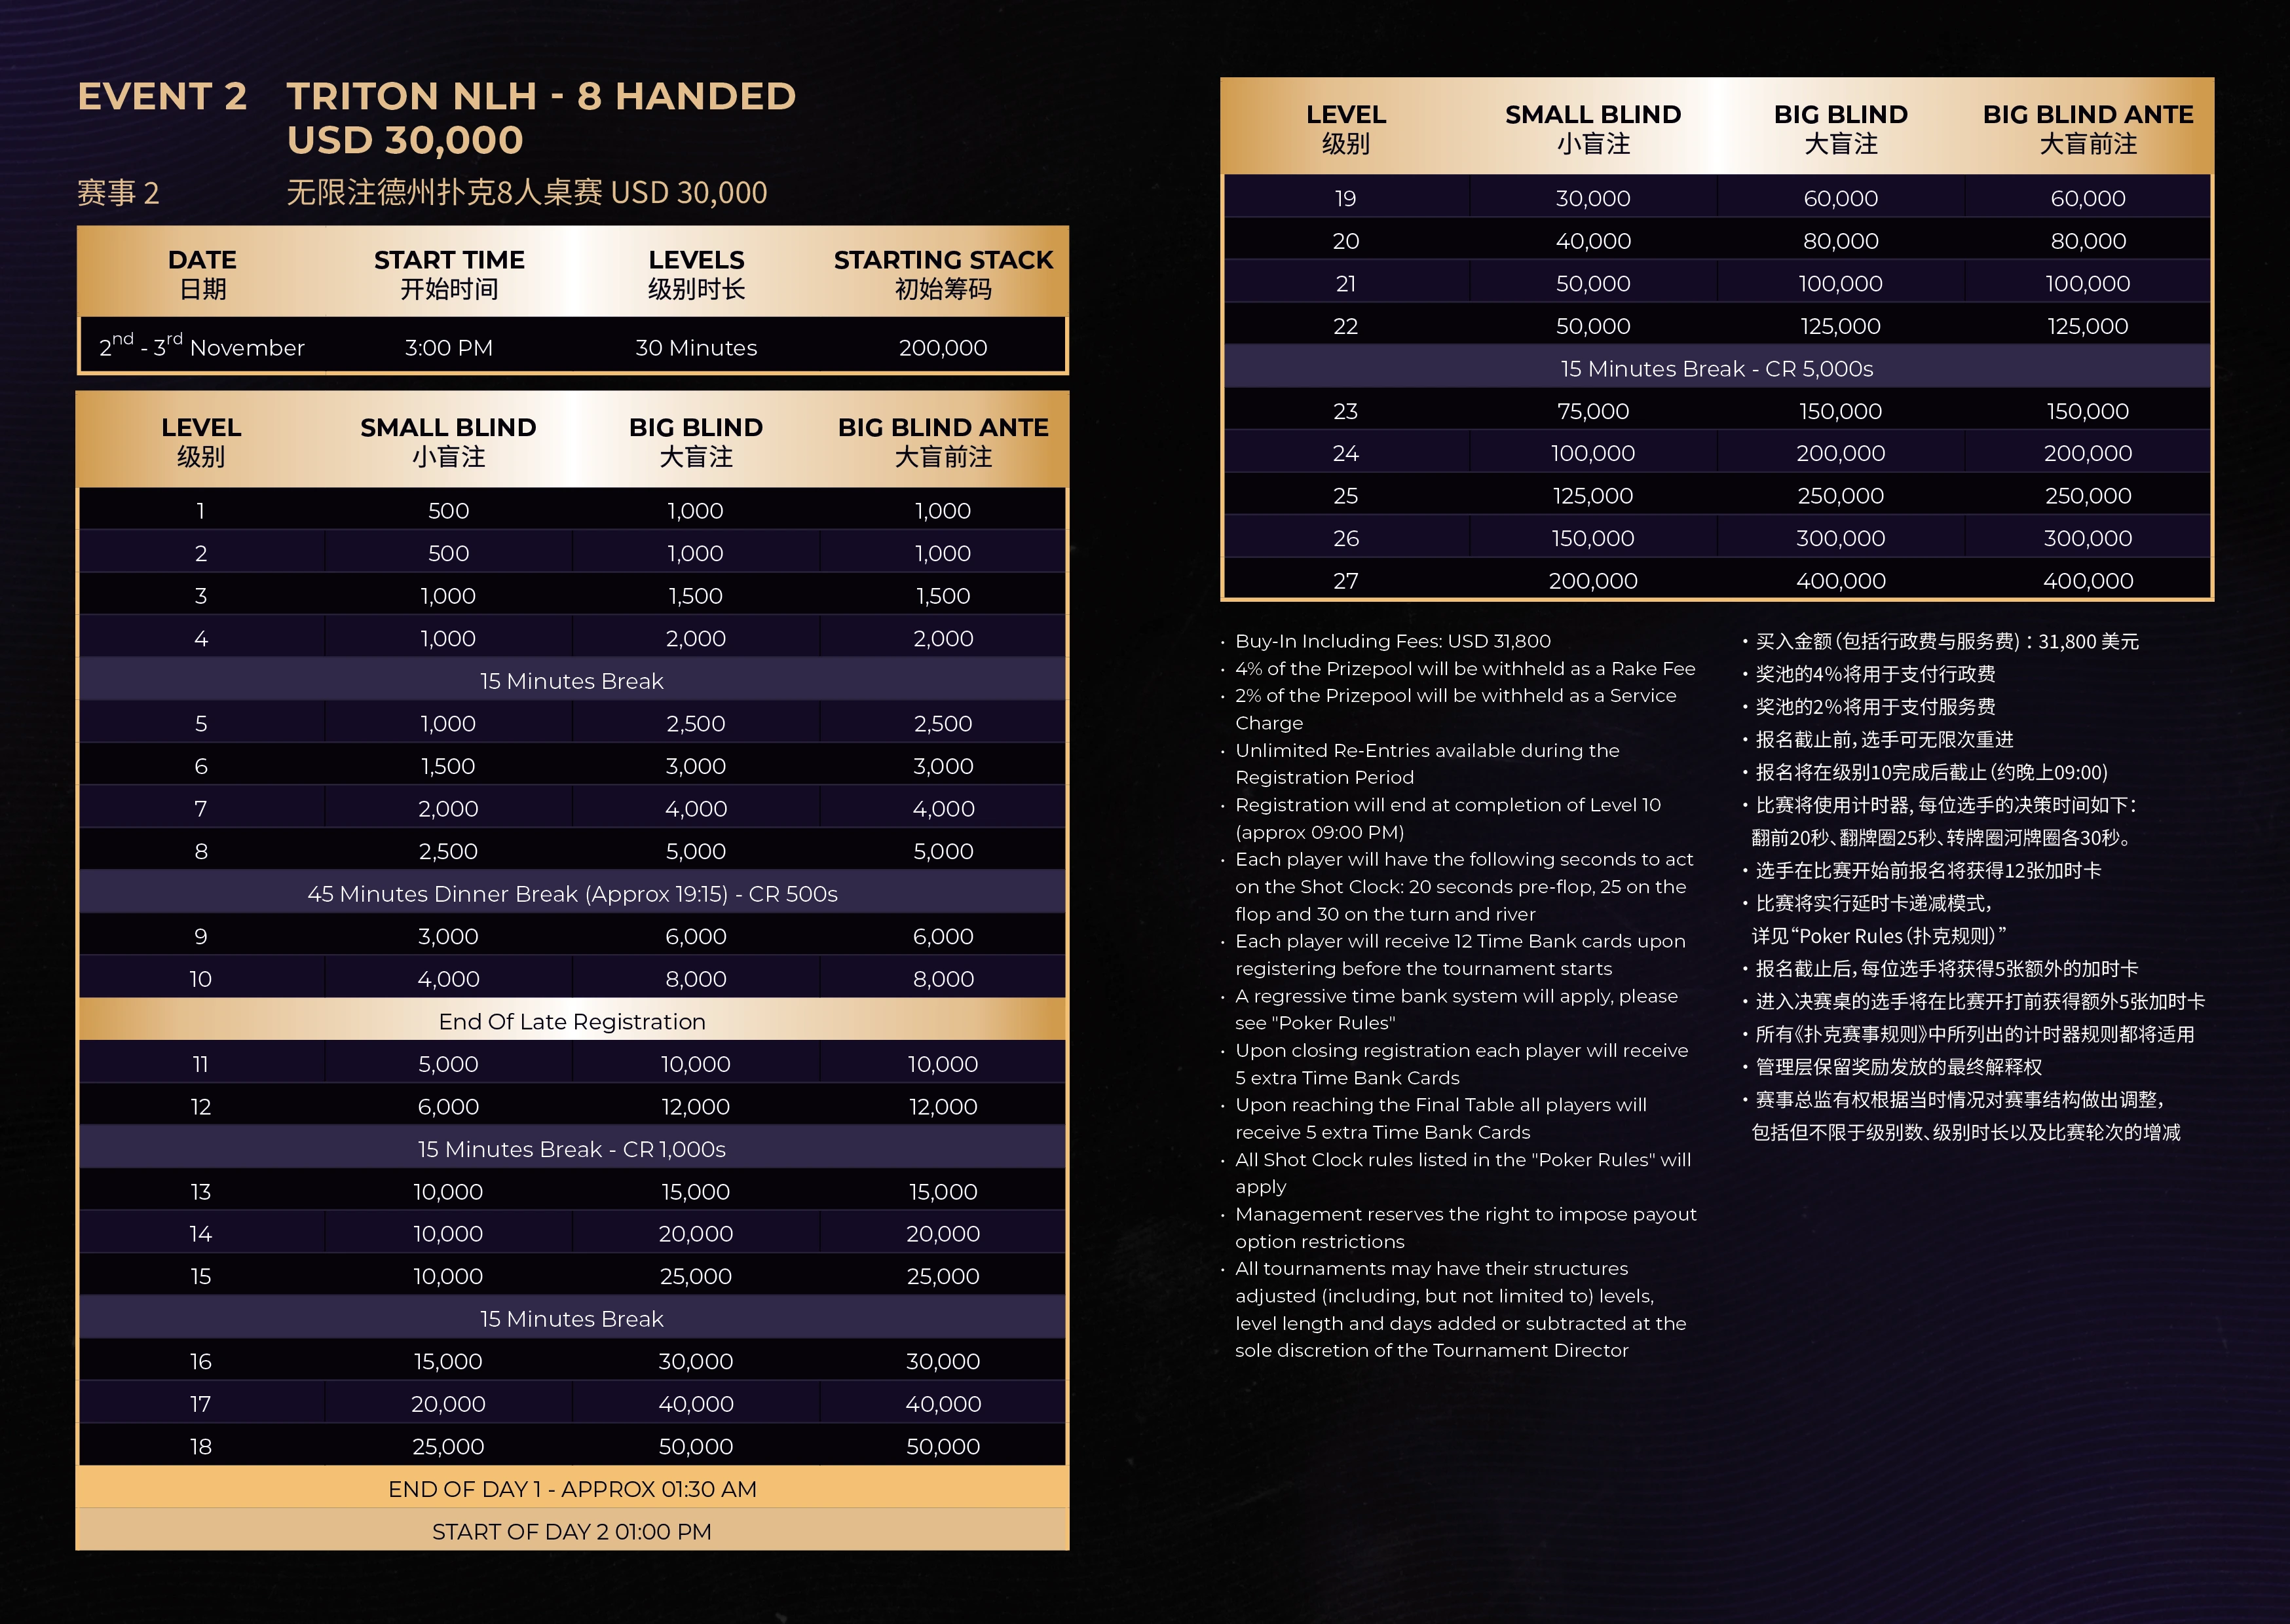 EVENT 2 TRITON NLH - 8 HANDED
USD 30,000
赛事 2 无限注德州扑克8人桌赛 USD 30,000
DATE START TIME LEVELS STARTING STACK
日期 开始时间 级别时长 初始筹码
2nd - 3rd November 3:00 PM 30 Minutes 200,000
LEVEL SMALL BLIND BIG BLIND BIG BLIND ANTE
级别 小盲注 大盲注 大盲前注
1 500 1,000 1,000
2 500 1,000 1,000
3 1,000 1,500 1,500
4 1,000 2,000 2,000
15 Minutes Break
5 1,000 2,500 2,500
6 1,500 3,000 3,000
7 2,000 4,000 4,000
8 2,500 5,000 5,000
45 Minutes Dinner Break (Approx 19:15) - CR 500s
9 3,000 6,000 6,000
10 4,000 8,000 8,000
End Of Late Registration
11 5,000 10,000 10,000
12 6,000 12,000 12,000
15 Minutes Break - CR 1,000s
13 10,000 15,000 15,000
14 10,000 20,000 20,000
15 10,000 25,000 25,000
15 Minutes Break
16 15,000 30,000 30,000
17 20,000 40,000 40,000
18 25,000 50,000 50,000
END OF DAY 1 - APPROX 01:30 AM
START OF DAY 2 01:00 PM
LEVEL SMALL BLIND BIG BLIND BIG BLIND ANTE
级别 小盲注 大盲注 大盲前注
19 30,000 60,000 60,000
20 40,000 80,000 80,000
21 50,000 100,000 100,000
22 50,000 125,000 125,000
15 Minutes Break - CR 5,000s
23 75,000 150,000 150,000
24 100,000 200,000 200,000
25 125,000 250,000 250,000
26 150,000 300,000 300,000
27 200,000 400,000 400,000
· Buy-In Including Fees: USD 31,800
· 4% of the Prizepool will be withheld as a Rake Fee
· 2% of the Prizepool will be withheld as a Service
Charge
· Unlimited Re-Entries available during the
Registration Period
· Registration will end at completion of Level 10
(approx 09:00 PM)
· Each player will have the following seconds to act
on the Shot Clock: 20 seconds pre-flop, 25 on the
flop and 30 on the turn and river
· Each player will receive 12 Time Bank cards upon
registering before the tournament starts
· A regressive time bank system will apply, please
see "Poker Rules"
· Upon closing registration each player will receive
5 extra Time Bank Cards
· Upon reaching the Final Table all players will
receive 5 extra Time Bank Cards
· All Shot Clock rules listed in the "Poker Rules" will
apply
· Management reserves the right to impose payout
option restrictions
· All tournaments may have their structures
adjusted (including, but not limited to) levels,
level length and days added or subtracted at the
sole discretion of the Tournament Director
· 买入金额（包括行政费与服务费）：31,800 美元
· 奖池的4%将用于支付行政费
· 奖池的2%将用于支付服务费
· 报名截止前，选手可无限次重进
· 报名将在级别10完成后截止（约晚上09:00）
· 比赛将使用计时器, 每位选手的决策时间如下：
翻前20秒、翻牌圈25秒、转牌圈河牌圈各30秒。
· 选手在比赛开始前报名将获得12张加时卡
· 比赛将实行延时卡递减模式，
详见“Poker Rules（扑克规则）”
· 报名截止后，每位选手将获得5张额外的加时卡
· 进入决赛桌的选手将在比赛开打前获得额外5张加时卡
· 所有《扑克赛事规则》中所列出的计时器规则都将适用
· 管理层保留奖励发放的最终解释权
· 赛事总监有权根据当时情况对赛事结构做出调整，
包括但不限于级别数、级别时长以及比赛轮次的增减